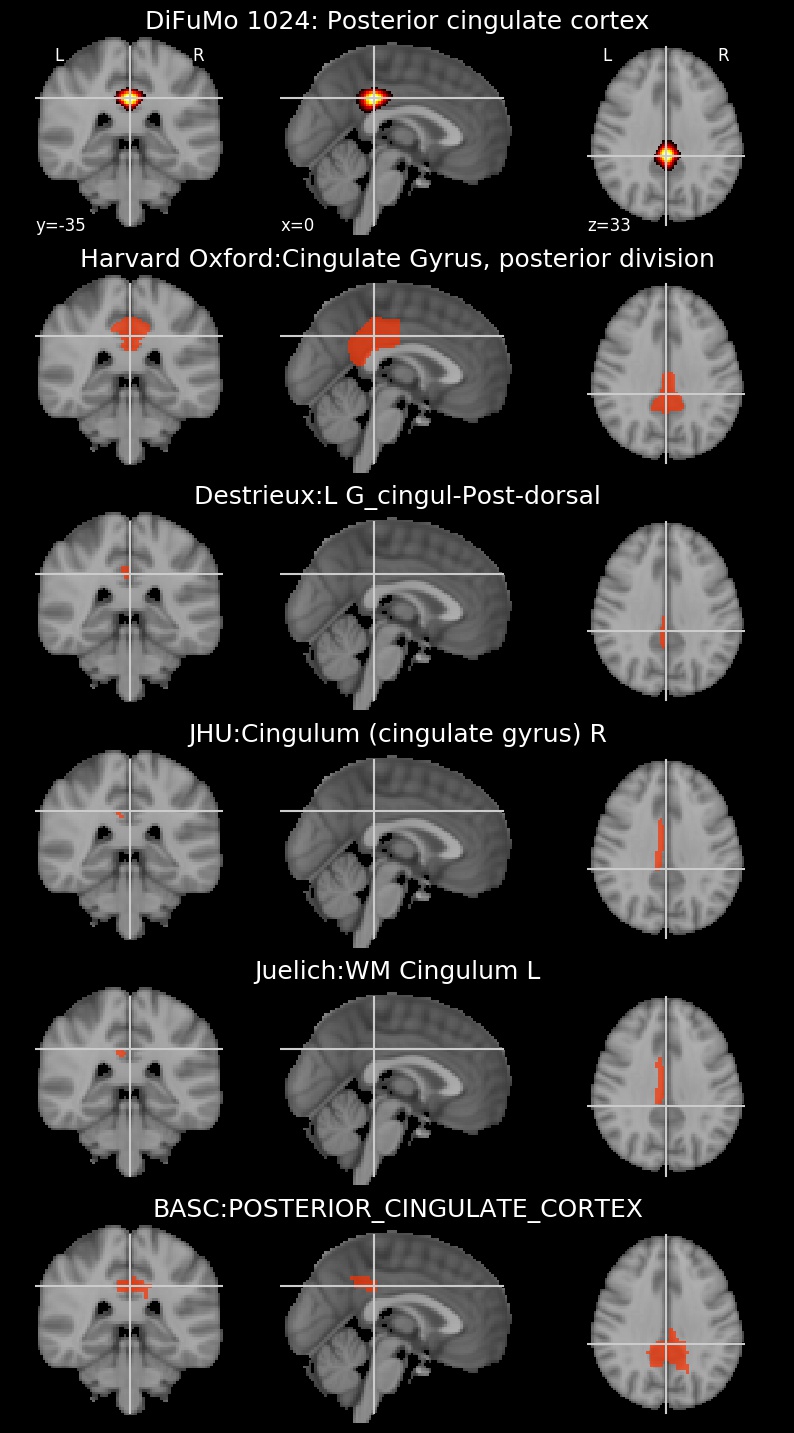 DiFuMo 1024: Posterior cingulate cortex
L R L R
y=-35 x=0 z=33
Harvard Oxford:Cingulate Gyrus, posterior division
Destrieux:L G_cingul-Post-dorsal
JHU:Cingulum (cingulate gyrus) R
Juelich:WM Cingulum L
BASC:POSTERIOR_CINGULATE_CORTEX